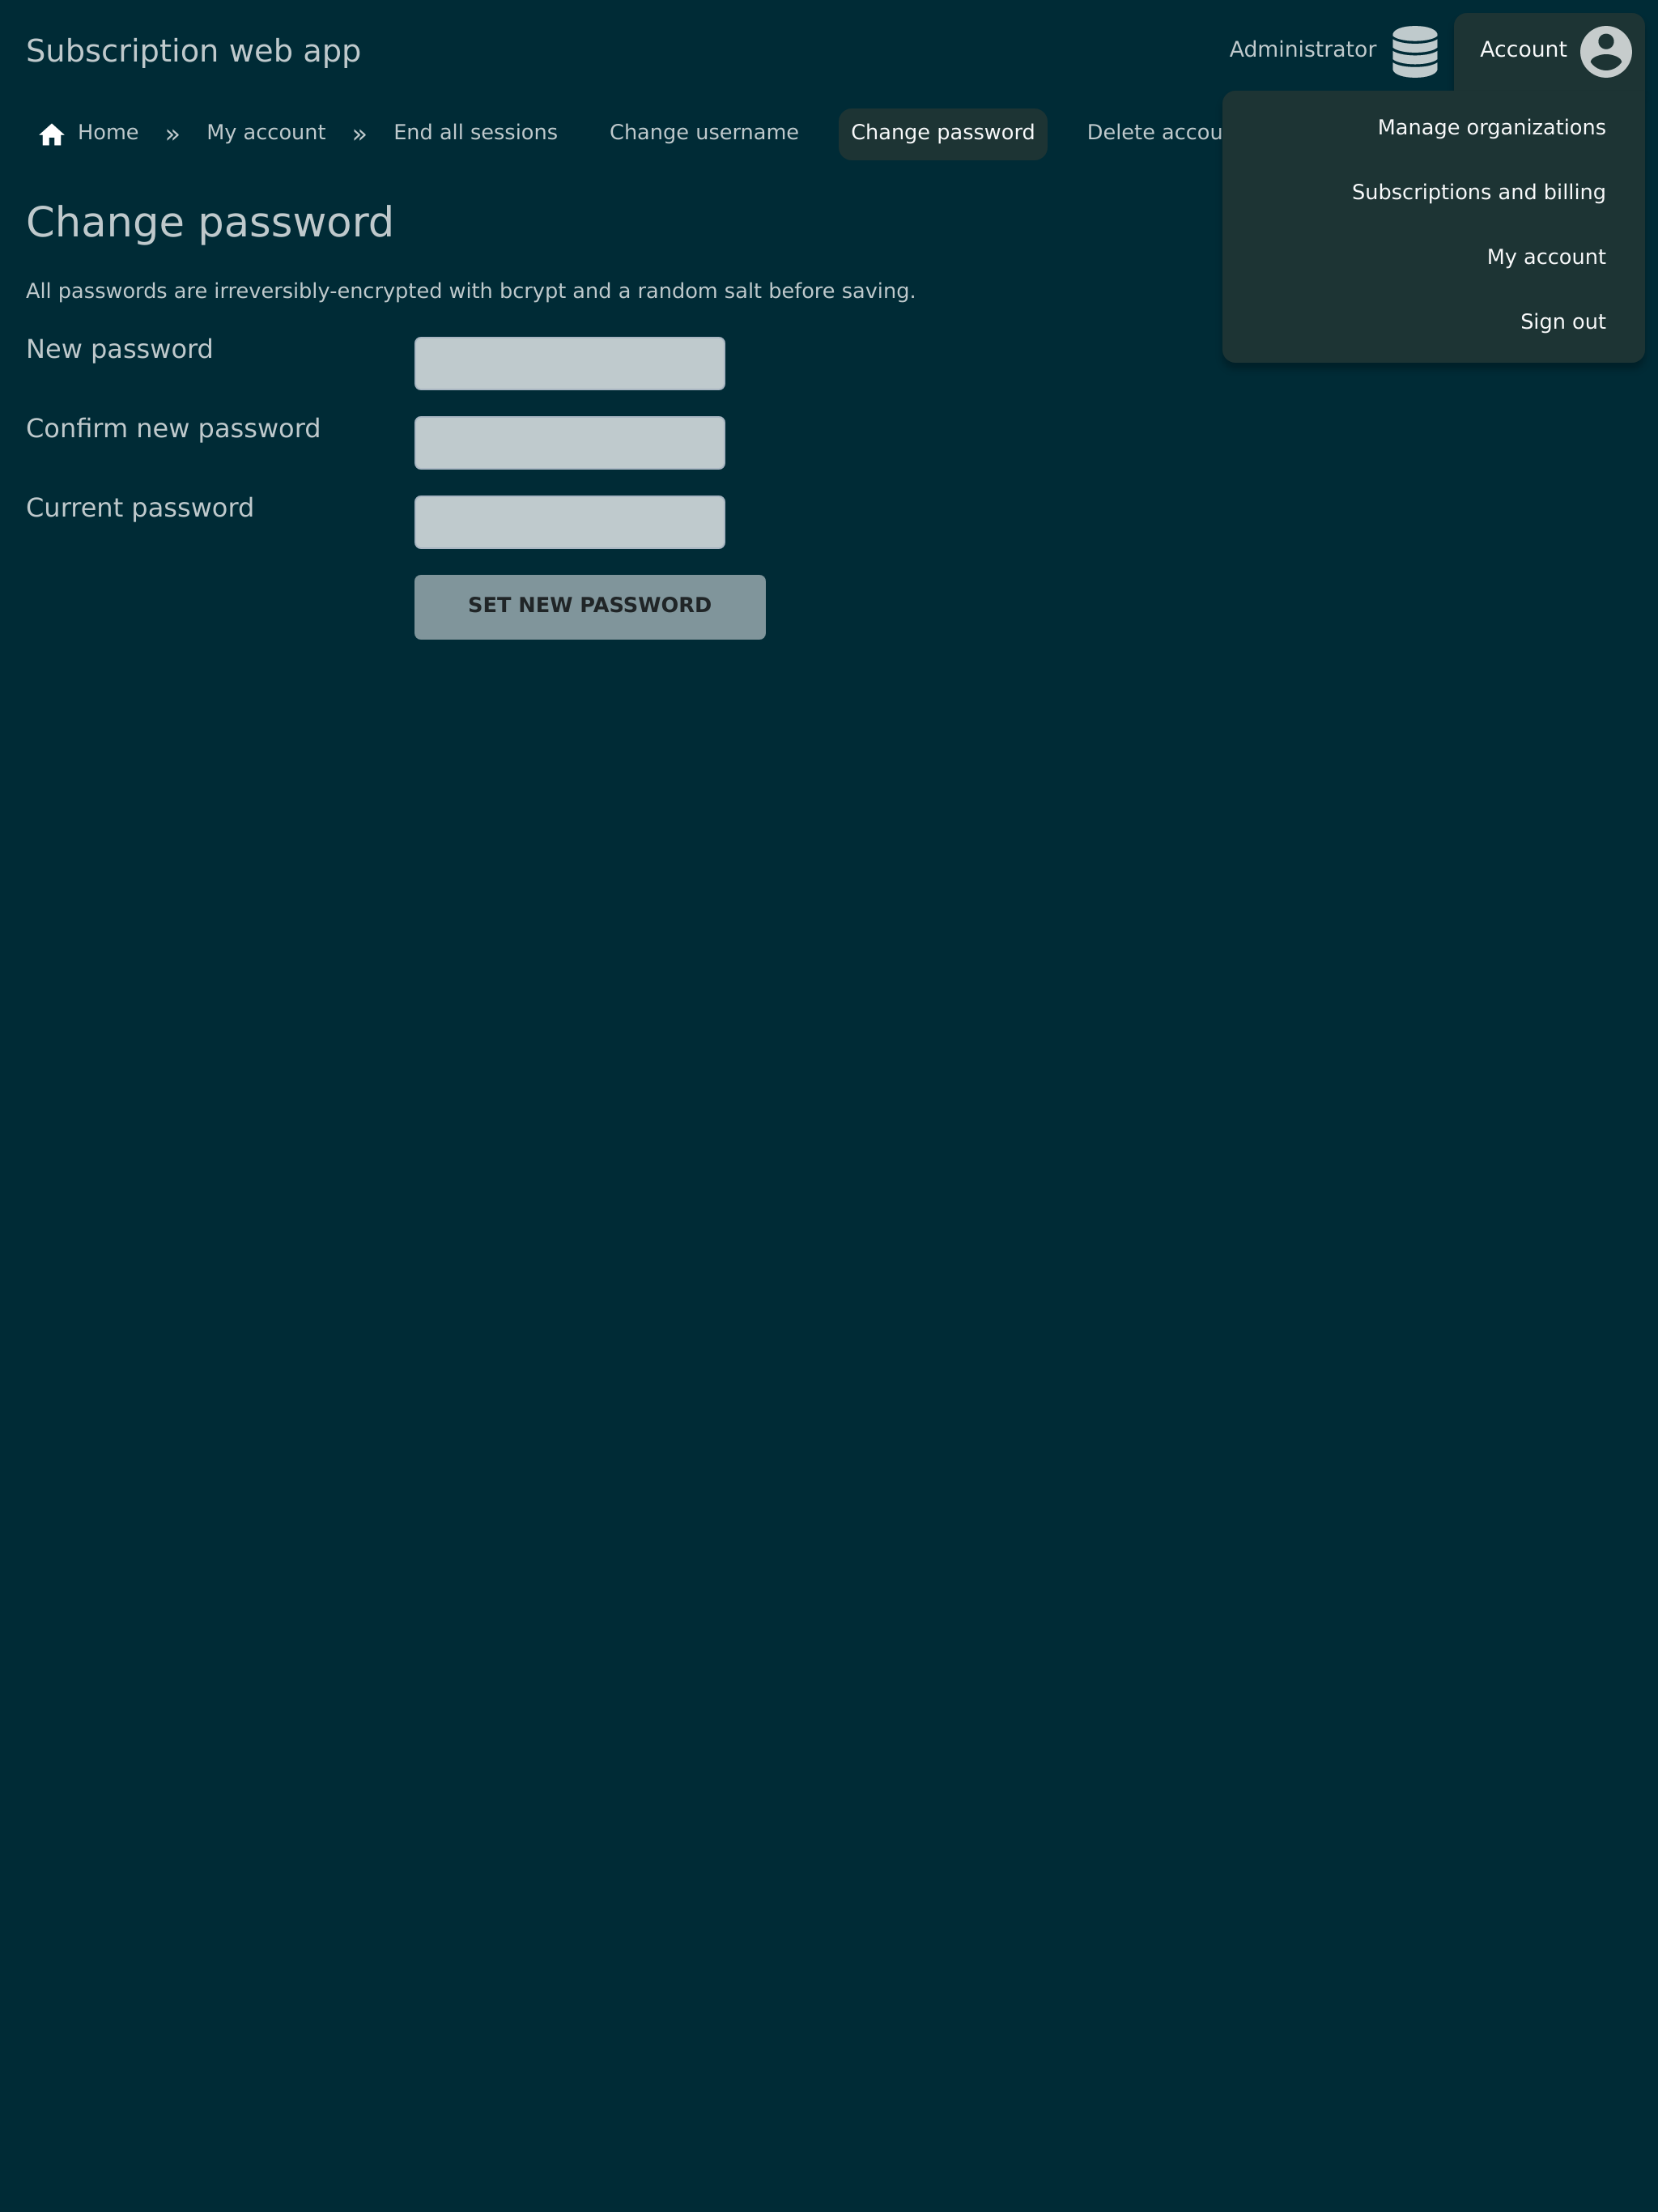 Subscription web app
Administrator
Account
Home » My account » End all sessions Change username Change password Delete accou
Manage organizations
Subscriptions and billing
My account
Sign out
Change password
All passwords are irreversibly-encrypted with bcrypt and a random salt before saving.
New password
Confirm new password
Current password
SET NEW PASSWORD